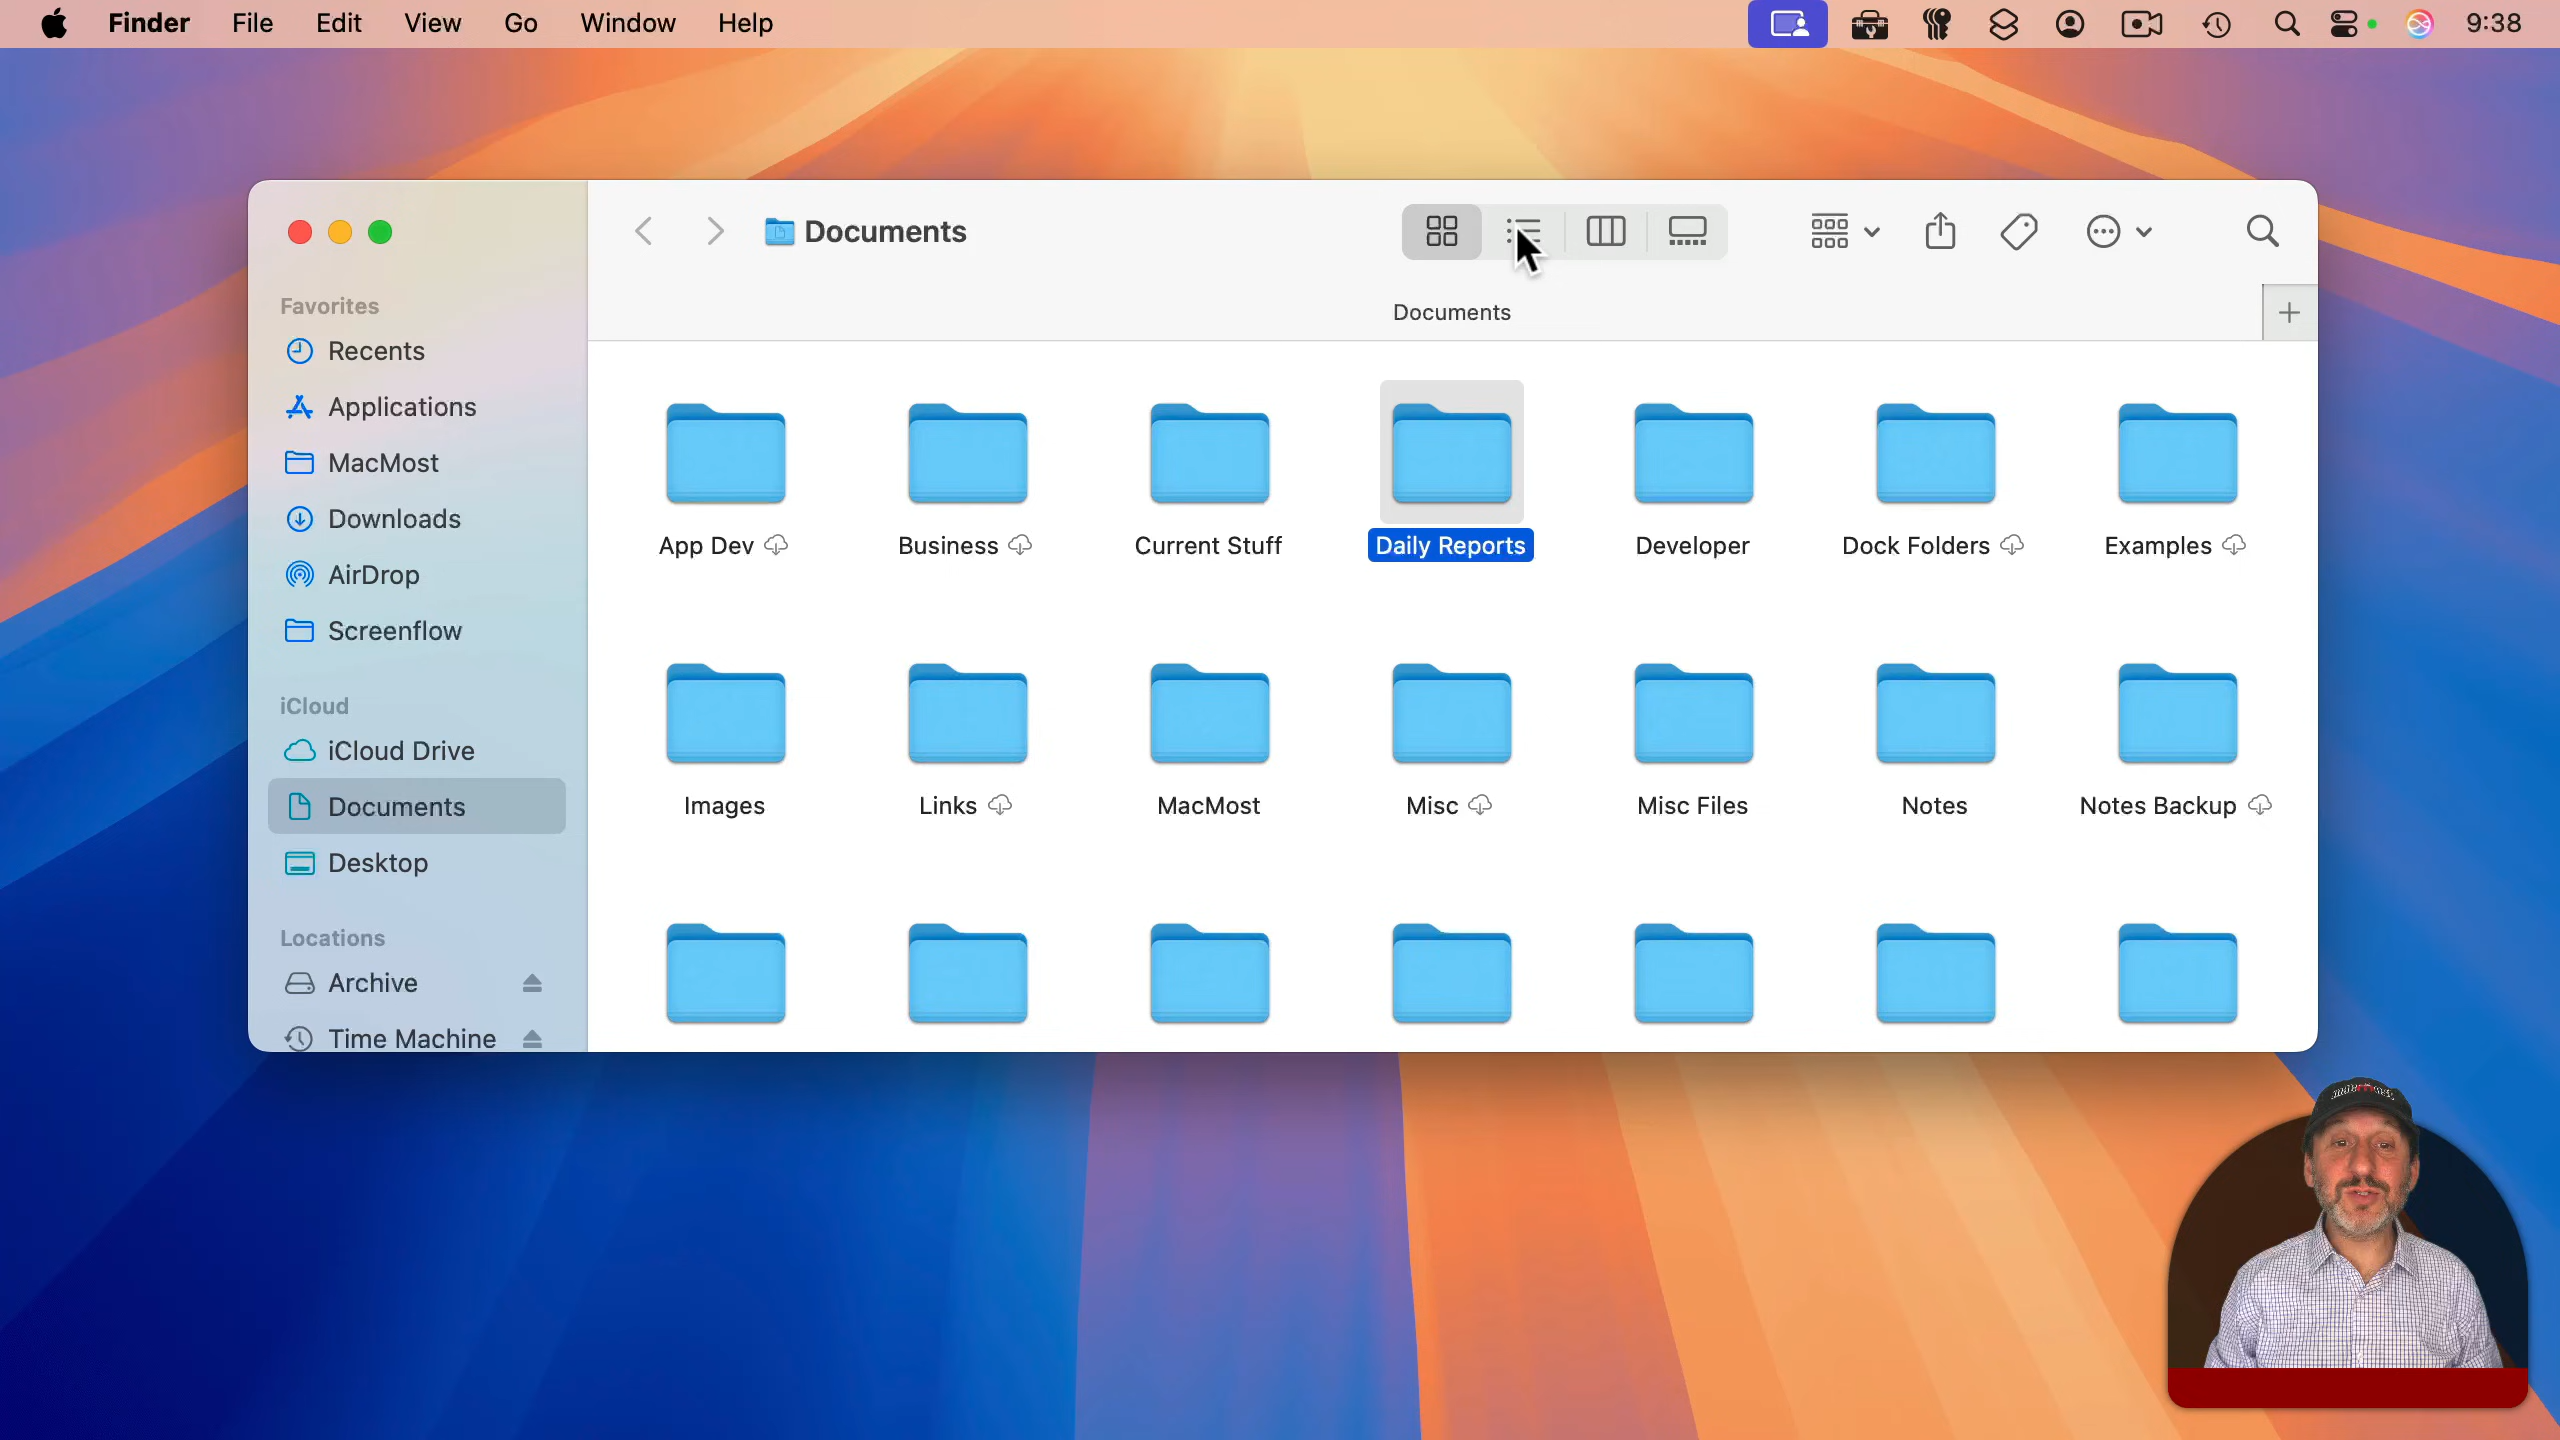 Finder File Edit View Go Window Help 9:38
Documents
Documents
Favorites
Recents
Applications
MacMost
Downloads
AirDrop
Screenflow
iCloud
iCloud Drive
Documents
Desktop
Locations
Archive
Time Machine
App Dev Business Current Stuff Daily Reports Developer Dock Folders Examples
Images Links MacMost Misc Misc Files Notes Notes Backup